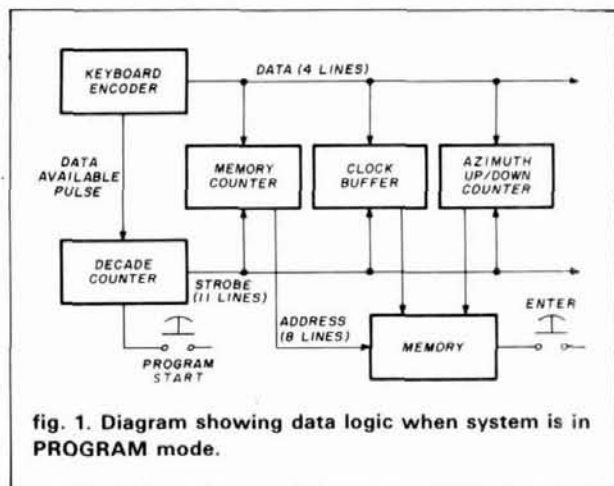 KEYBOARD
ENCODER
DATA (4 LINES)
DATA
AVAILABLE
PULSE
MEMORY
COUNTER
CLOCK
BUFFER
AZIMUTH
UP/DOWN
COUNTER
DECADE
COUNTER
STROBE
(11 LINES)
ADDRESS
(8 LINES)
ENTER
MEMORY
PROGRAM
START
fig. 1. Diagram showing data logic when system is in
PROGRAM mode.